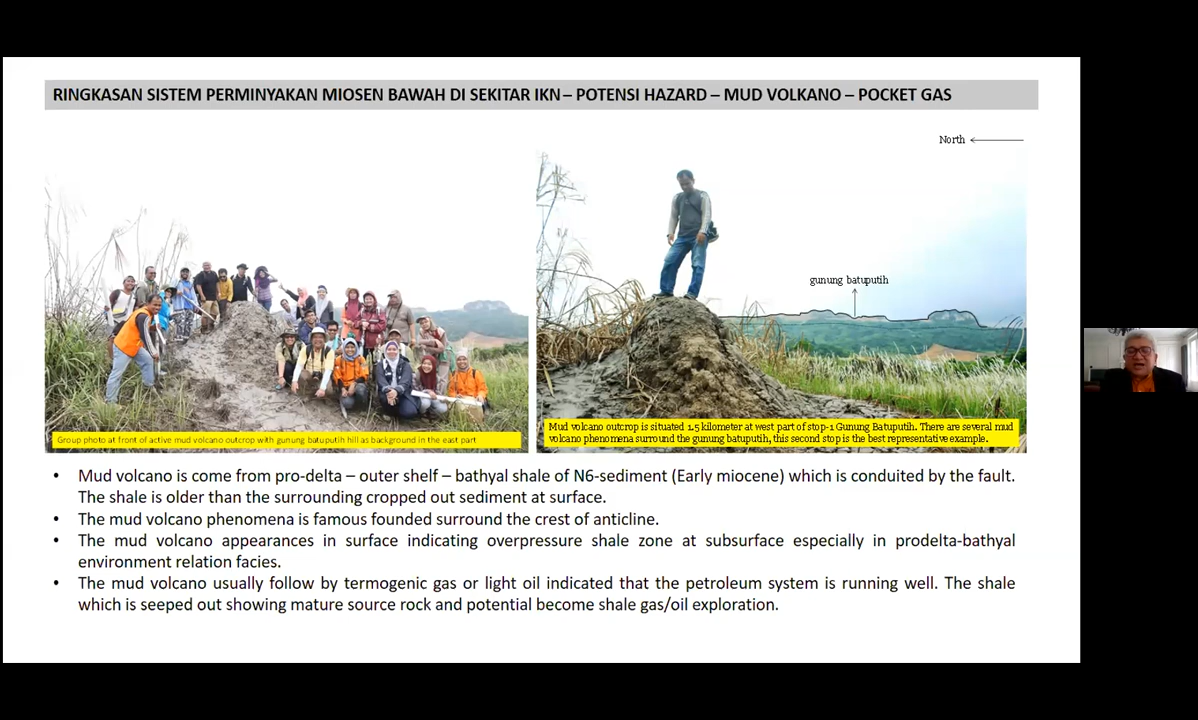 RINGKASAN SISTEM PERMINYAKAN MIOSEN BAWAH DI SEKITAR IKN – POTENSI HAZARD – MUD VOLKANO – POCKET GAS
North
gunung batuputih
Group photo at front of active mud volcano outcrop with gunung batuputih hill as background in the east part
Mud volcano outcrop is situated 1.5 kilometer at west part of stop-1 Gunung Batuputih. There are several mud
volcano phenomena surround the gunung batuputih, this second stop is the best representative example.
• Mud volcano is come from pro-delta – outer shelf – bathyal shale of N6-sediment (Early miocene) which is conduited by the fault.
The shale is older than the surrounding cropped out sediment at surface.
• The mud volcano phenomena is famous founded surround the crest of anticline.
• The mud volcano appearances in surface indicating overpressure shale zone at subsurface especially in prodelta-bathyal
environment relation facies.
• The mud volcano usually follow by termogenic gas or light oil indicated that the petroleum system is running well. The shale
which is seeped out showing mature source rock and potential become shale gas/oil exploration.